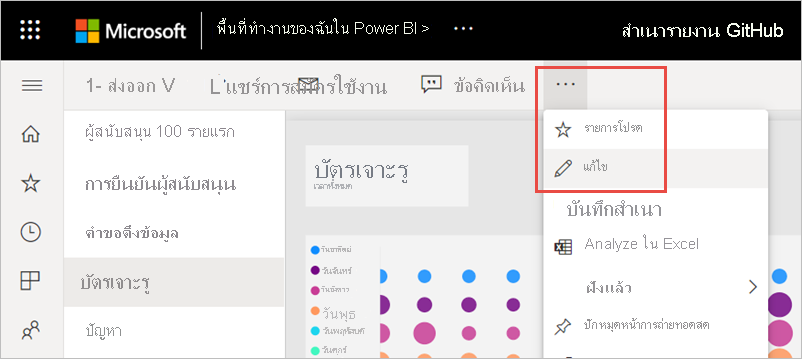 Microsoft
พื้นที่ทำงานของฉันใน Power BI >
สำเนารายงาน GitHub
1- ส่งออก V
L แชร์การสมัครใช้งาน
ข้อคิดเห็น
ผู้สนับสนุน 100 รายแรก
การยืนยันผู้สนับสนุน
คำขอดึงข้อมูล
บัตรเจาะรู
ปัญหา
บัตรเจาะรู
เวลาทั้งหมด
วันอาทิตย์
วันจันทร์
วันอังคาร
วันพุธ
วันพฤหัสบดี
วันศุกร์
รายการโปรด
แก้ไข
บันทึกสำเนา
Analyze ใน Excel
ฝังแล้ว
ปักหมุดหน้าการถ่ายทอดสด